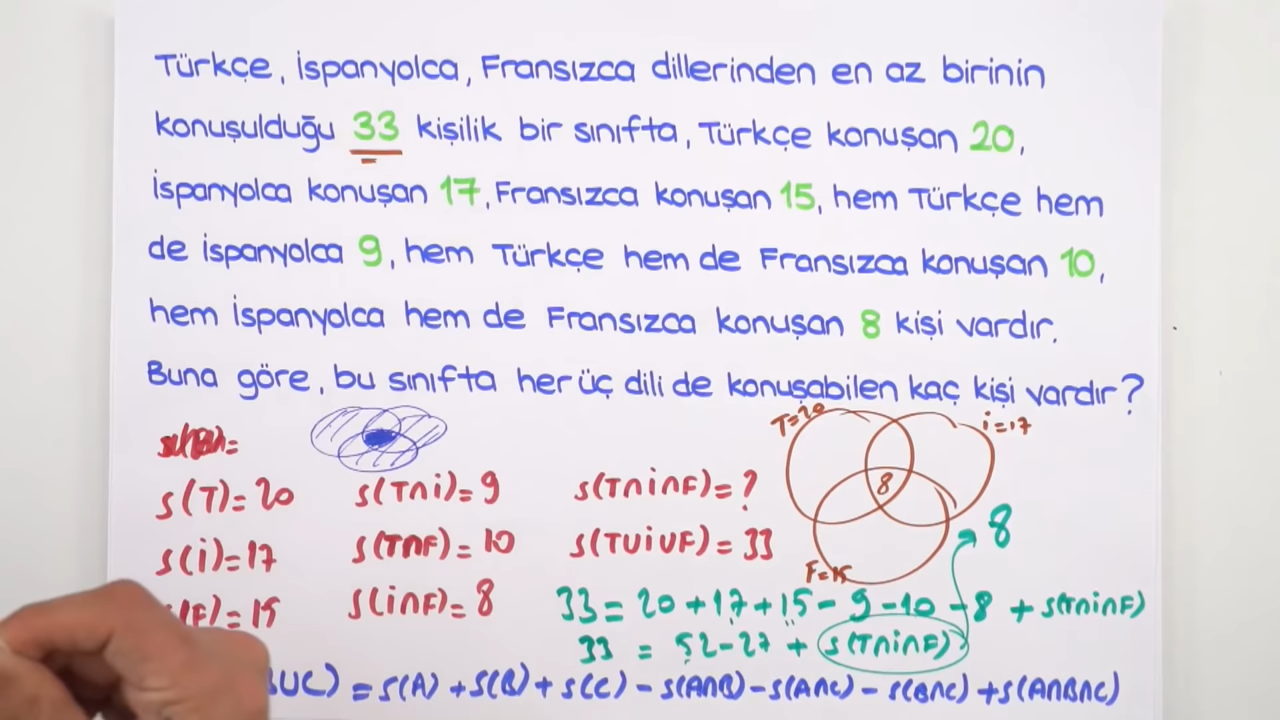 Türkçe, İspanyolca, Fransızca dillerinden en az birinin
konuşulduğu 33 kişilik bir sınıfta, Türkçe konuşan 20,
İspanyolca konuşan 17, Fransızca konuşan 15, hem Türkçe hem
de İspanyolca 9, hem Türkçe hem de Fransızca konuşan 10,
hem İspanyolca hem de Fransızca konuşan 8 kişi vardır.
Buna göre, bu sınıfta her üç dili de konuşabilen kaç kişi vardır?
T=20 i=17
s(T)=20 s(T∩i)=9 s(T∩i∩F)=? 8 8
s(i)=17 s(T∩F)=10 s(T∪i∪F)=33
F=15
(F)=15 s(i∩F)=8 33=20+17+15-9-10-8+s(T∩i∩F)
33=52-27+s(T∩i∩F)
BUC)=s(A)+s(B)+s(C)-s(A∩B)-s(A∩C)-s(B∩C)+s(A∩B∩C)